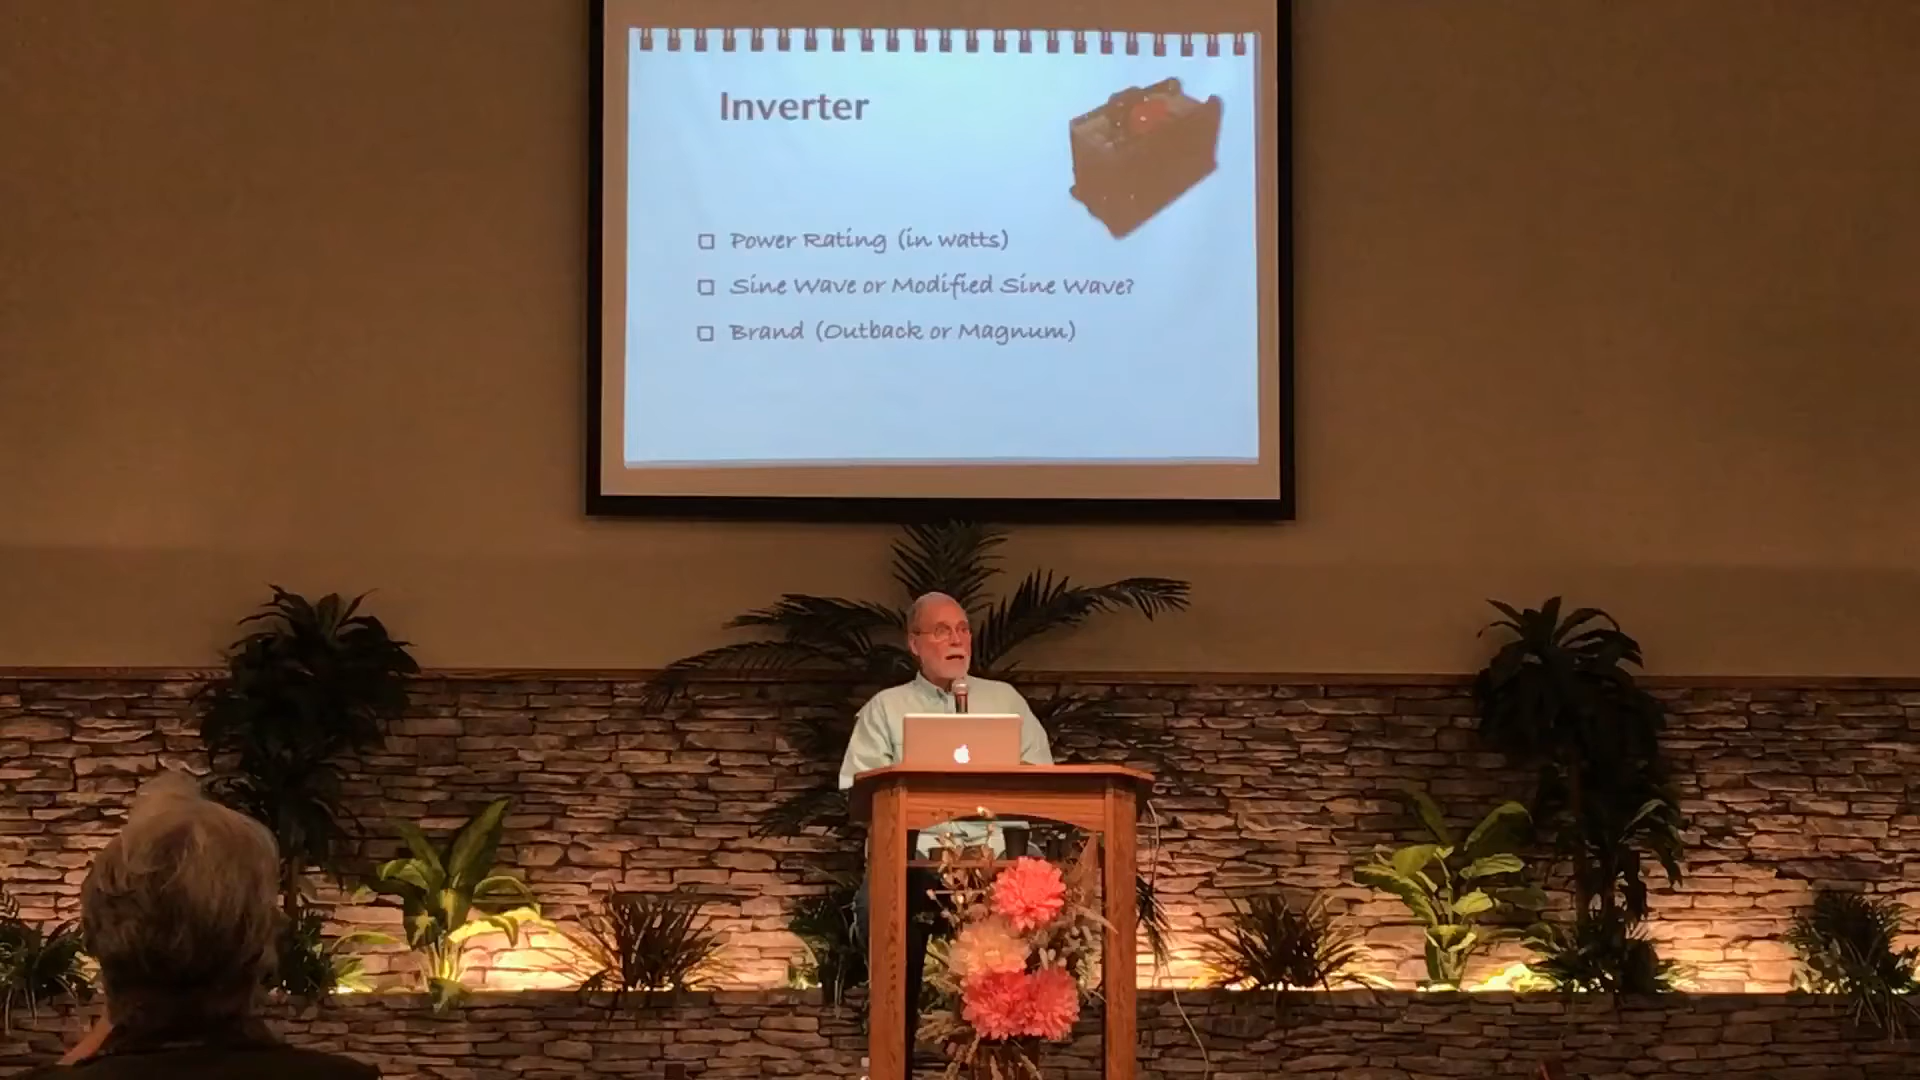 Inverter
Power Rating (in watts)
Sine Wave or Modified Sine Wave?
Brand (Outback or Magnum)